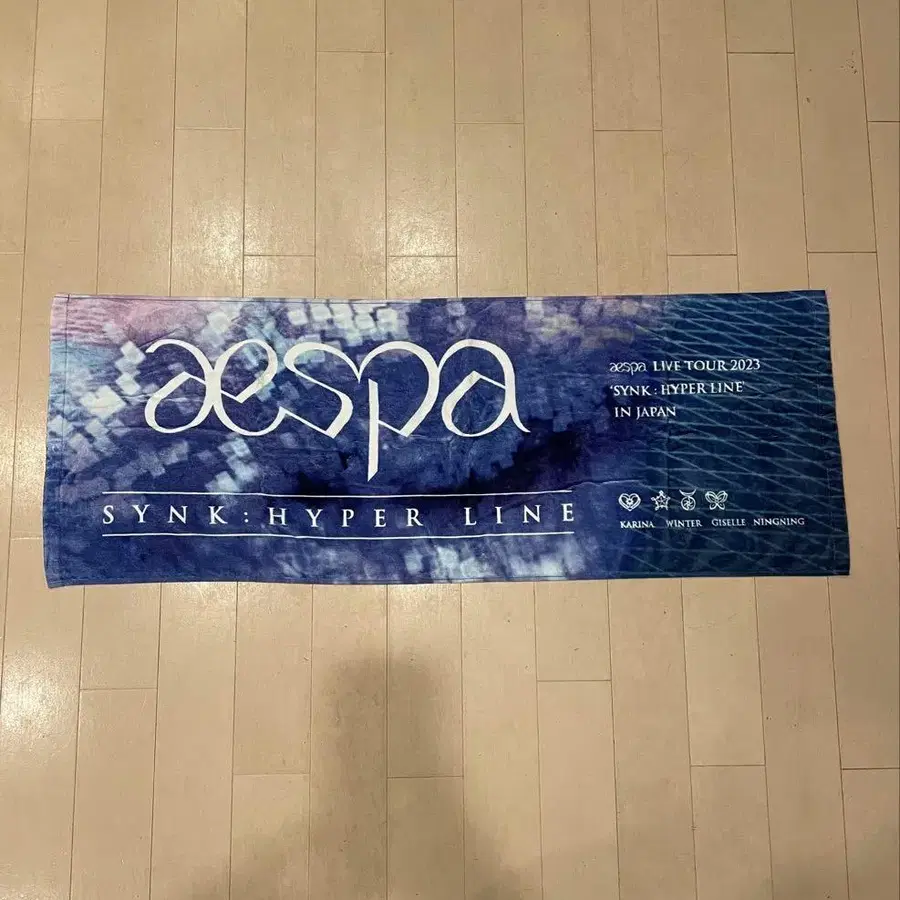 aespa
SYNK : HYPER LINE
aespa LIVE TOUR 2023
'SYNK : HYPER LINE'
IN JAPAN
KARINA WINTER GISELLE NINGNING